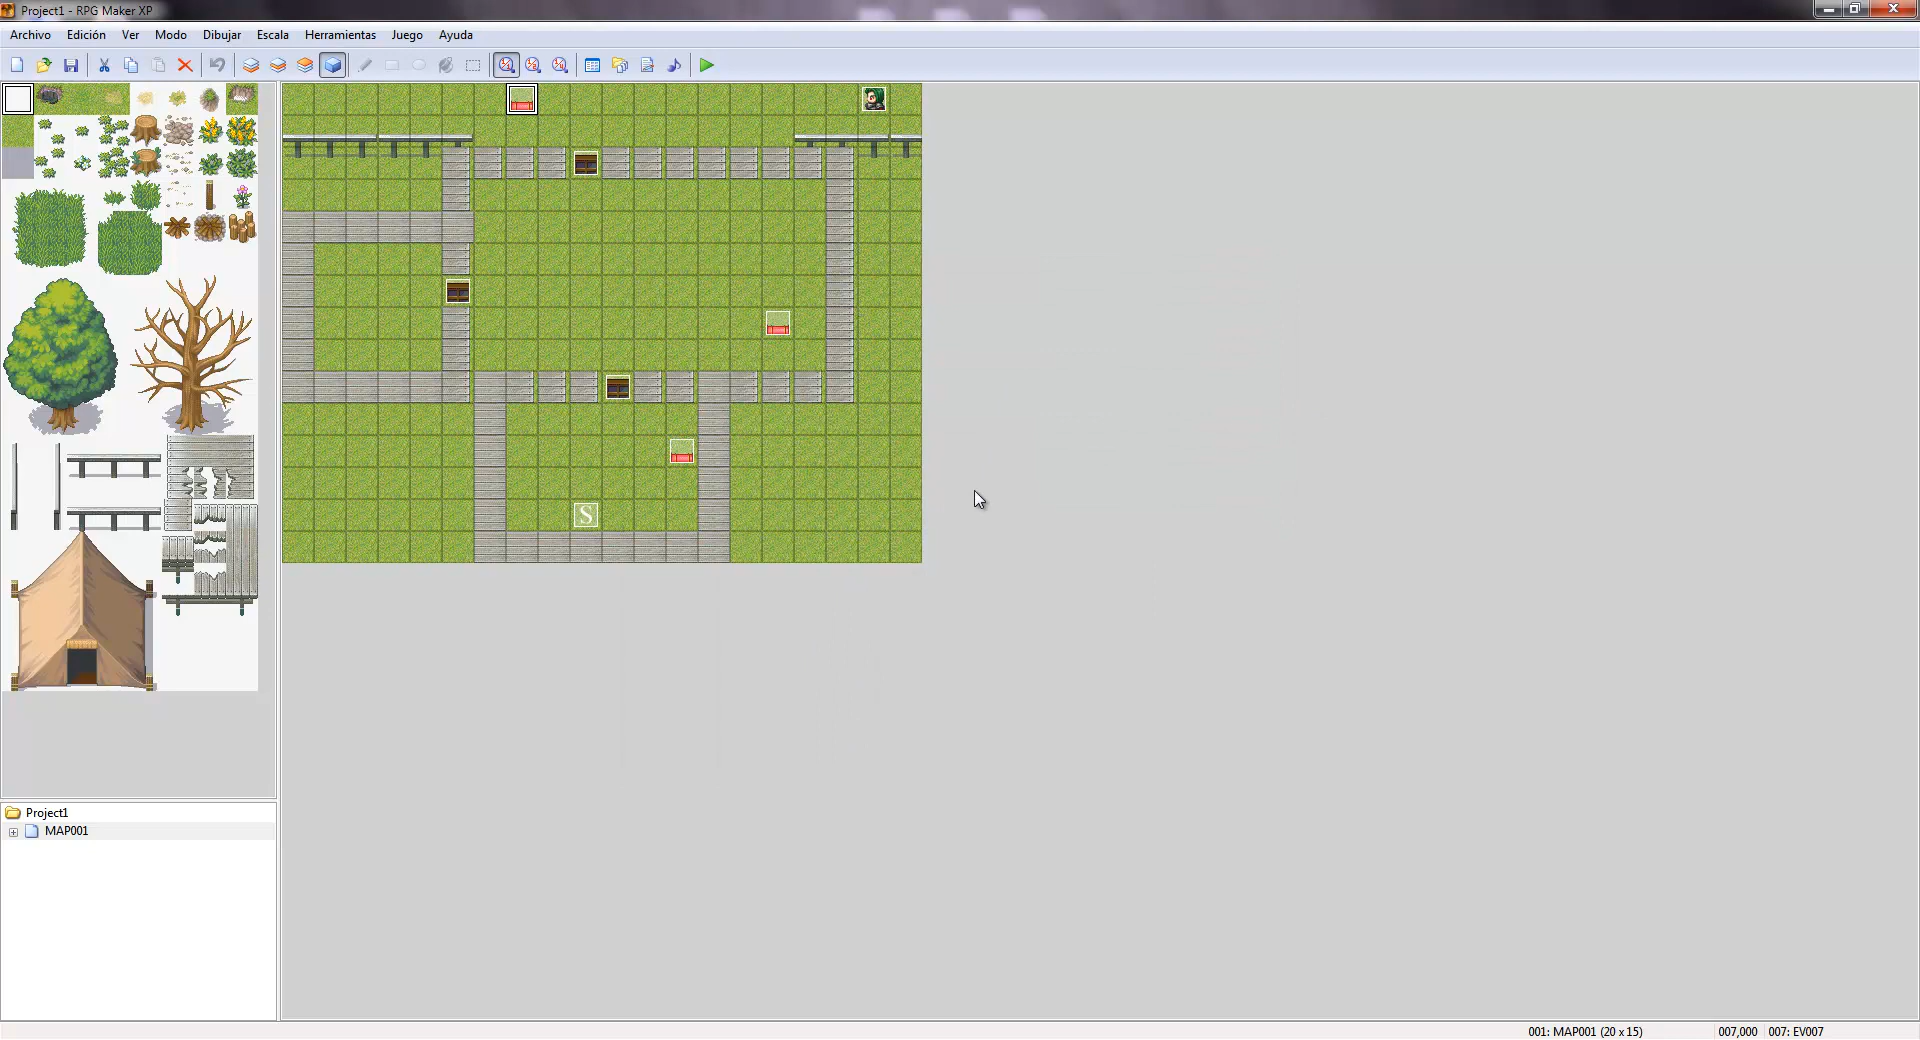 Project1 - RPG Maker XP
Archivo Edición Ver Modo Dibujar Escala Herramientas Juego Ayuda
S
Project1
MAP001
001: MAP001 (20 x 15) 007,000 007: EV007